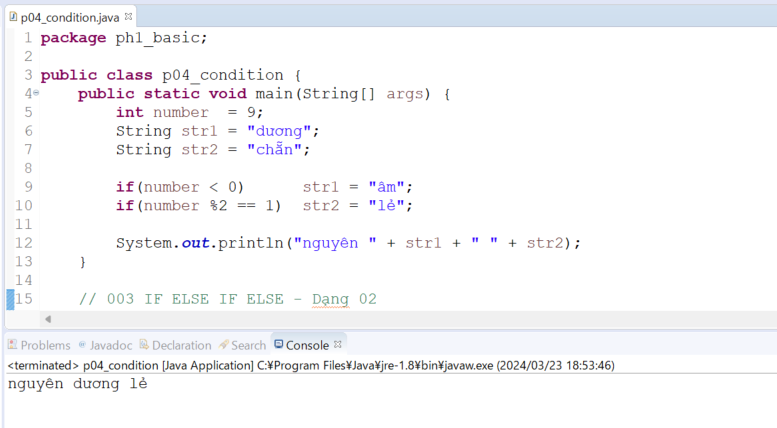 p04_condition.java
1 package ph1_basic;
2
3 public class p04_condition {
4 public static void main(String[] args) {
5 int number  = 9;
6 String str1 = "dương";
7 String str2 = "chẵn";
8
9 if(number < 0)      str1 = "âm";
10 if(number %2 == 1)  str2 = "lẻ";
11
12 System.out.println("nguyên " + str1 + " " + str2);
13 }
14
15 // 003 IF ELSE IF ELSE - Dạng 02
Problems Javadoc Declaration Search Console
<terminated> p04_condition [Java Application] C:¥Program Files¥Java¥jre-1.8¥bin¥javaw.exe (2024/03/23 18:53:46)
nguyên dương lẻ